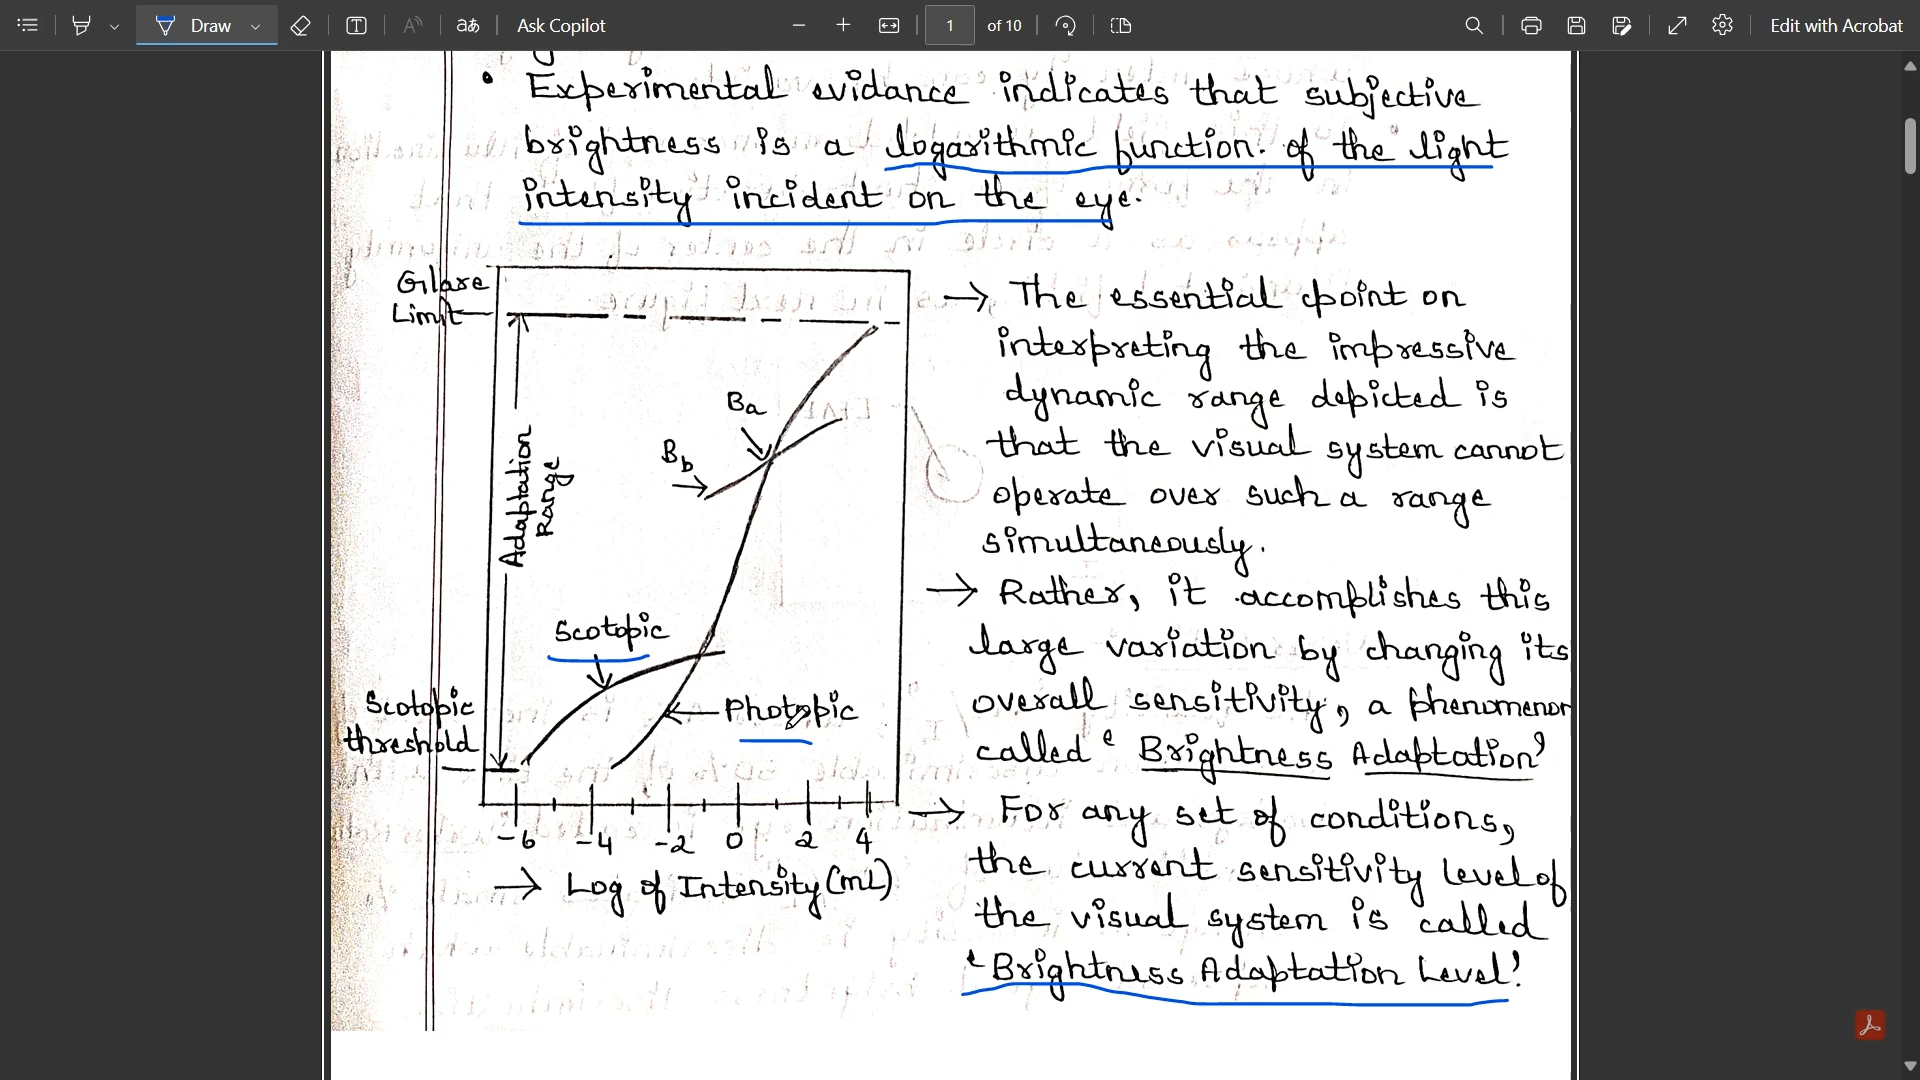 Draw
Ask Copilot
1 of 10
Edit with Acrobat
• Experimental evidance indicates that subjective
brightness is a logarithmic function of the light
intensity incident on the eye.
Glare
Limit
Adaptation
Range
Ba
Bb
Scotopic
Photopic
Scotopic
threshold
-6 -4 -2 0 2 4
→ Log of Intensity (mL)
→ The essential point on
interpreting the impressive
dynamic range depicted is
that the visual system cannot
operate over such a range
simultaneously.
→ Rather, it accomplishes this
large variation by changing its
overall sensitivity, a phenomenon
called 'Brightness Adaptation'
→ For any set of conditions,
the current sensitivity level of
the visual system is called
'Brightness Adaptation Level'.